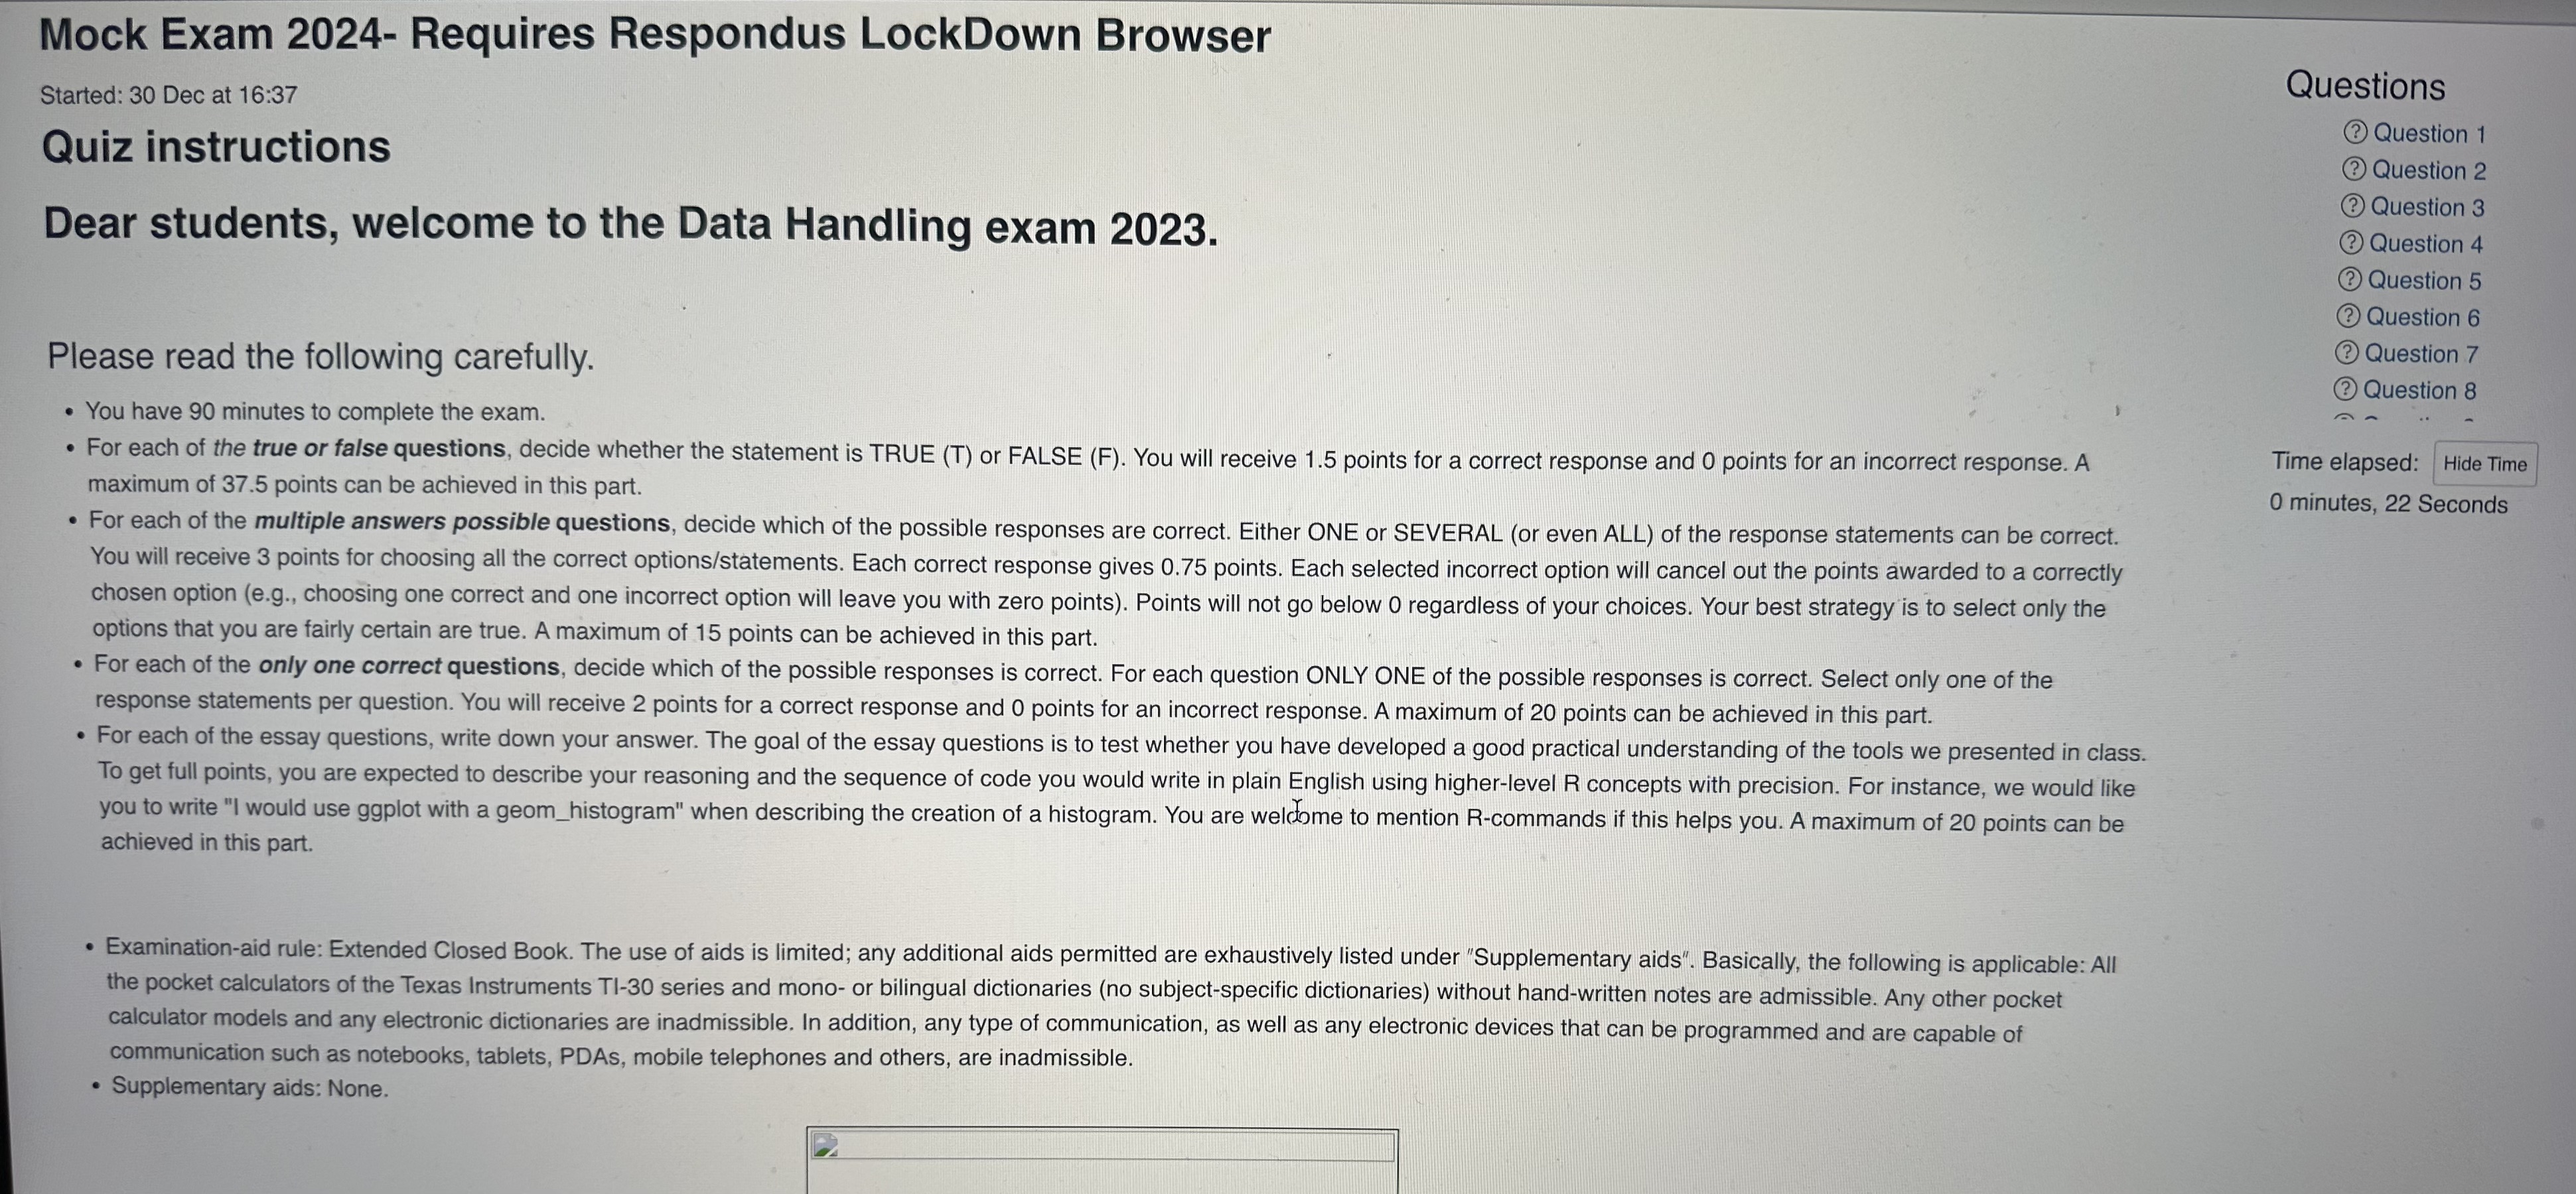 Mock Exam 2024- Requires Respondus LockDown Browser
Started: 30 Dec at 16:37
Quiz instructions
Dear students, welcome to the Data Handling exam 2023.
Please read the following carefully.
• You have 90 minutes to complete the exam.
• For each of the true or false questions, decide whether the statement is TRUE (T) or FALSE (F). You will receive 1.5 points for a correct response and 0 points for an incorrect response. A
maximum of 37.5 points can be achieved in this part.
• For each of the multiple answers possible questions, decide which of the possible responses are correct. Either ONE or SEVERAL (or even ALL) of the response statements can be correct.
You will receive 3 points for choosing all the correct options/statements. Each correct response gives 0.75 points. Each selected incorrect option will cancel out the points awarded to a correctly
chosen option (e.g., choosing one correct and one incorrect option will leave you with zero points). Points will not go below 0 regardless of your choices. Your best strategy is to select only the
options that you are fairly certain are true. A maximum of 15 points can be achieved in this part.
• For each of the only one correct questions, decide which of the possible responses is correct. For each question ONLY ONE of the possible responses is correct. Select only one of the
response statements per question. You will receive 2 points for a correct response and 0 points for an incorrect response. A maximum of 20 points can be achieved in this part.
• For each of the essay questions, write down your answer. The goal of the essay questions is to test whether you have developed a good practical understanding of the tools we presented in class.
To get full points, you are expected to describe your reasoning and the sequence of code you would write in plain English using higher-level R concepts with precision. For instance, we would like
you to write "I would use ggplot with a geom_histogram" when describing the creation of a histogram. You are welcome to mention R-commands if this helps you. A maximum of 20 points can be
achieved in this part.
• Examination-aid rule: Extended Closed Book. The use of aids is limited; any additional aids permitted are exhaustively listed under "Supplementary aids". Basically, the following is applicable: All
the pocket calculators of the Texas Instruments TI-30 series and mono- or bilingual dictionaries (no subject-specific dictionaries) without hand-written notes are admissible. Any other pocket
calculator models and any electronic dictionaries are inadmissible. In addition, any type of communication, as well as any electronic devices that can be programmed and are capable of
communication such as notebooks, tablets, PDAs, mobile telephones and others, are inadmissible.
• Supplementary aids: None.
Questions
Question 1
Question 2
Question 3
Question 4
Question 5
Question 6
Question 7
Question 8
Time elapsed: Hide Time
0 minutes, 22 Seconds